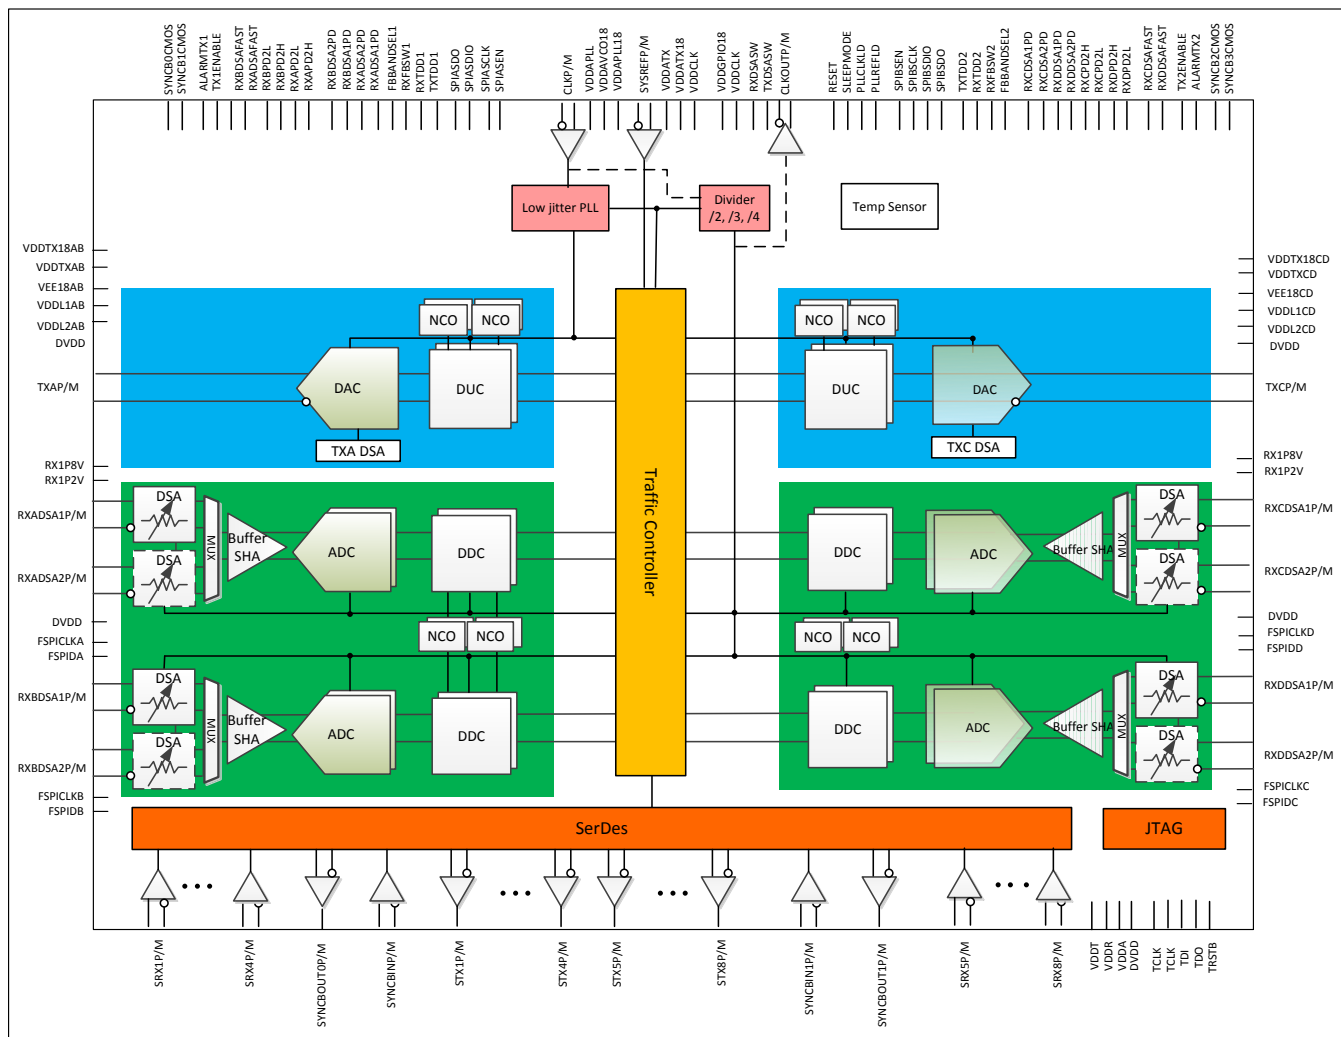 SYNCB0CMOS
SYNCB1CMOS
ALARMTX1
TX1ENABLE
RXBDSAFAST
RXADSAFAST
RXBPD2L
RXBPD2H
RXAPD2L
RXAPD2H
RXBDSA2PD
RXBDSA1PD
RXADSA2PD
RXADSA1PD
FBBANDSEL1
RXFBSW1
RXTDD1
TXTDD1
SPIASDO
SPIASDIO
SPIASCLK
SPIASEN
CLKP/M
VDDAPLL
VDDAVCO18
VDDAPLL18
SYSREFP/M
VDDATX
VDDATX18
VDDCLK
VDDGPIO18
VDDCLK
RXDSASW
TXDSASW
CLKOUTP/M
RESET
SLEEPMODE
PLLCLKLD
PLLREFLD
SPIBSEN
SPIBSCLK
SPIBSDIO
SPIBSDO
TXTDD2
RXTDD2
RXFBSW2
FBBANDSEL2
RXCDSA1PD
RXCDSA2PD
RXDDSA1PD
RXDDSA2PD
RXCPD2H
RXCPD2L
RXDPD2H
RXDPD2L
RXCDSAFAST
RXDDSAFAST
TX2ENABLE
ALARMTX2
SYNCB2CMOS
SYNCB3CMOS
Low jitter PLL
Divider
/2, /3, /4
Temp Sensor
VDDTX18AB
VDDTXAB
VEE18AB
VDDL1AB
VDDL2AB
DVDD
TXAP/M
RX1P8V
RX1P2V
RXADSA1P/M
RXADSA2P/M
DVDD
FSPICLKA
FSPIDA
RXBDSA1P/M
RXBDSA2P/M
FSPICLKB
FSPIDB
NCO
NCO
DAC
DUC
TXA DSA
DSA
DSA
MUX
Buffer
SHA
ADC
DDC
NCO
NCO
DSA
DSA
MUX
Buffer
SHA
ADC
DDC
Traffic Controller
NCO
NCO
DUC
DAC
TXC DSA
DDC
ADC
Buffer SHA
MUX
DSA
DSA
NCO
NCO
DDC
ADC
Buffer SHA
MUX
DSA
DSA
VDDTX18CD
VDDTXCD
VEE18CD
VDDL1CD
VDDL2CD
DVDD
TXCP/M
RX1P8V
RX1P2V
RXCDSA1P/M
RXCDSA2P/M
DVDD
FSPICLKD
FSPIDD
RXDDSA1P/M
RXDDSA2P/M
FSPICLKC
FSPIDC
SerDes
JTAG
SRX1P/M
SRX4P/M
SYNCBOUT0P/M
SYNCBINP/M
STX1P/M
STX4P/M
STX5P/M
STX8P/M
SYNCBIN1P/M
SYNCBOUT1P/M
SRX5P/M
SRX8P/M
VDDT
VDDR
VDDA
DVDD
TCLK
TCLK
TDI
TDO
TRSTB